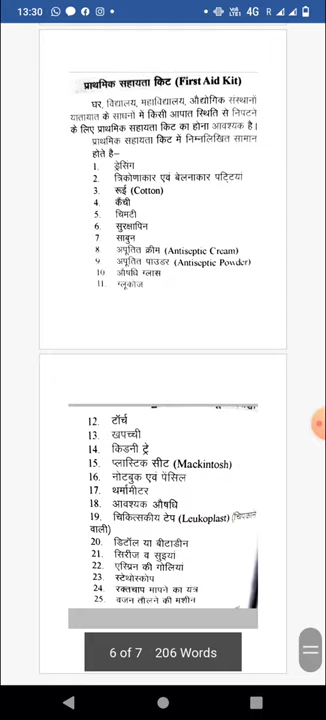 13:30
4G
प्राथमिक सहायता किट (First Aid Kit)
घर, विद्यालय, महाविद्यालय, औद्योगिक संस्थानों
यातायात के साधनों में किसी आपात स्थिति से निपटने
के लिए प्राथमिक सहायता किट का होना आवश्यक है।
प्राथमिक सहायता किट में निम्नलिखित सामान
होते है–
1. ड्रेसिंग
2. त्रिकोणाकार एवं बेलनाकार पट्टियां
3. रूई (Cotton)
4. कैंची
5. चिमटी
6. सुरक्षापिन
7. साबुन
8. अपूतित क्रीम (Antiseptic Cream)
9. अपूतित पाउडर (Antiseptic Powder)
10. औषधि ग्लास
11. ग्लूकोज
12. टॉर्च
13. खपच्ची
14. किडनी ट्रे
15. प्लास्टिक सीट (Mackintosh)
16. नोटबुक एवं पेंसिल
17. थर्मामीटर
18. आवश्यक औषधि
19. चिकित्सकीय टेप (Leukoplast) (चिपकाने
वाली)
20. डिटॉल या बीटाडीन
21. सिरीज व सुइयां
22. एस्प्रिन की गोलियां
23. स्टेथोस्कोप
24. रक्तचाप मापने का यंत्र
25. वजन तौलने की मशीन
6 of 7 206 Words